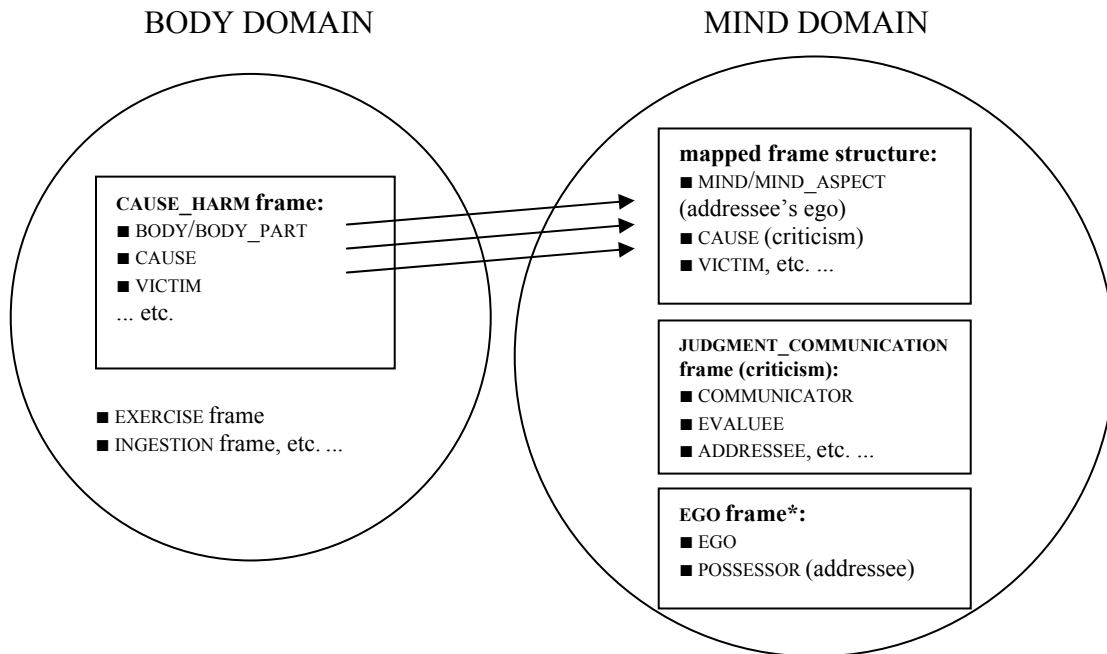 BODY DOMAIN
MIND DOMAIN
CAUSE_HARM frame:
■ BODY/BODY_PART
■ CAUSE
■ VICTIM
... etc.
■ EXERCISE frame
■ INGESTION frame, etc. ...
mapped frame structure:
■ MIND/MIND_ASPECT
(addressee's ego)
■ CAUSE (criticism)
■ VICTIM, etc. ...
JUDGMENT_COMMUNICATION
frame (criticism):
■ COMMUNICATOR
■ EVALUEE
■ ADDRESSEE, etc. ...
EGO frame*:
■ EGO
■ POSSESSOR (addressee)